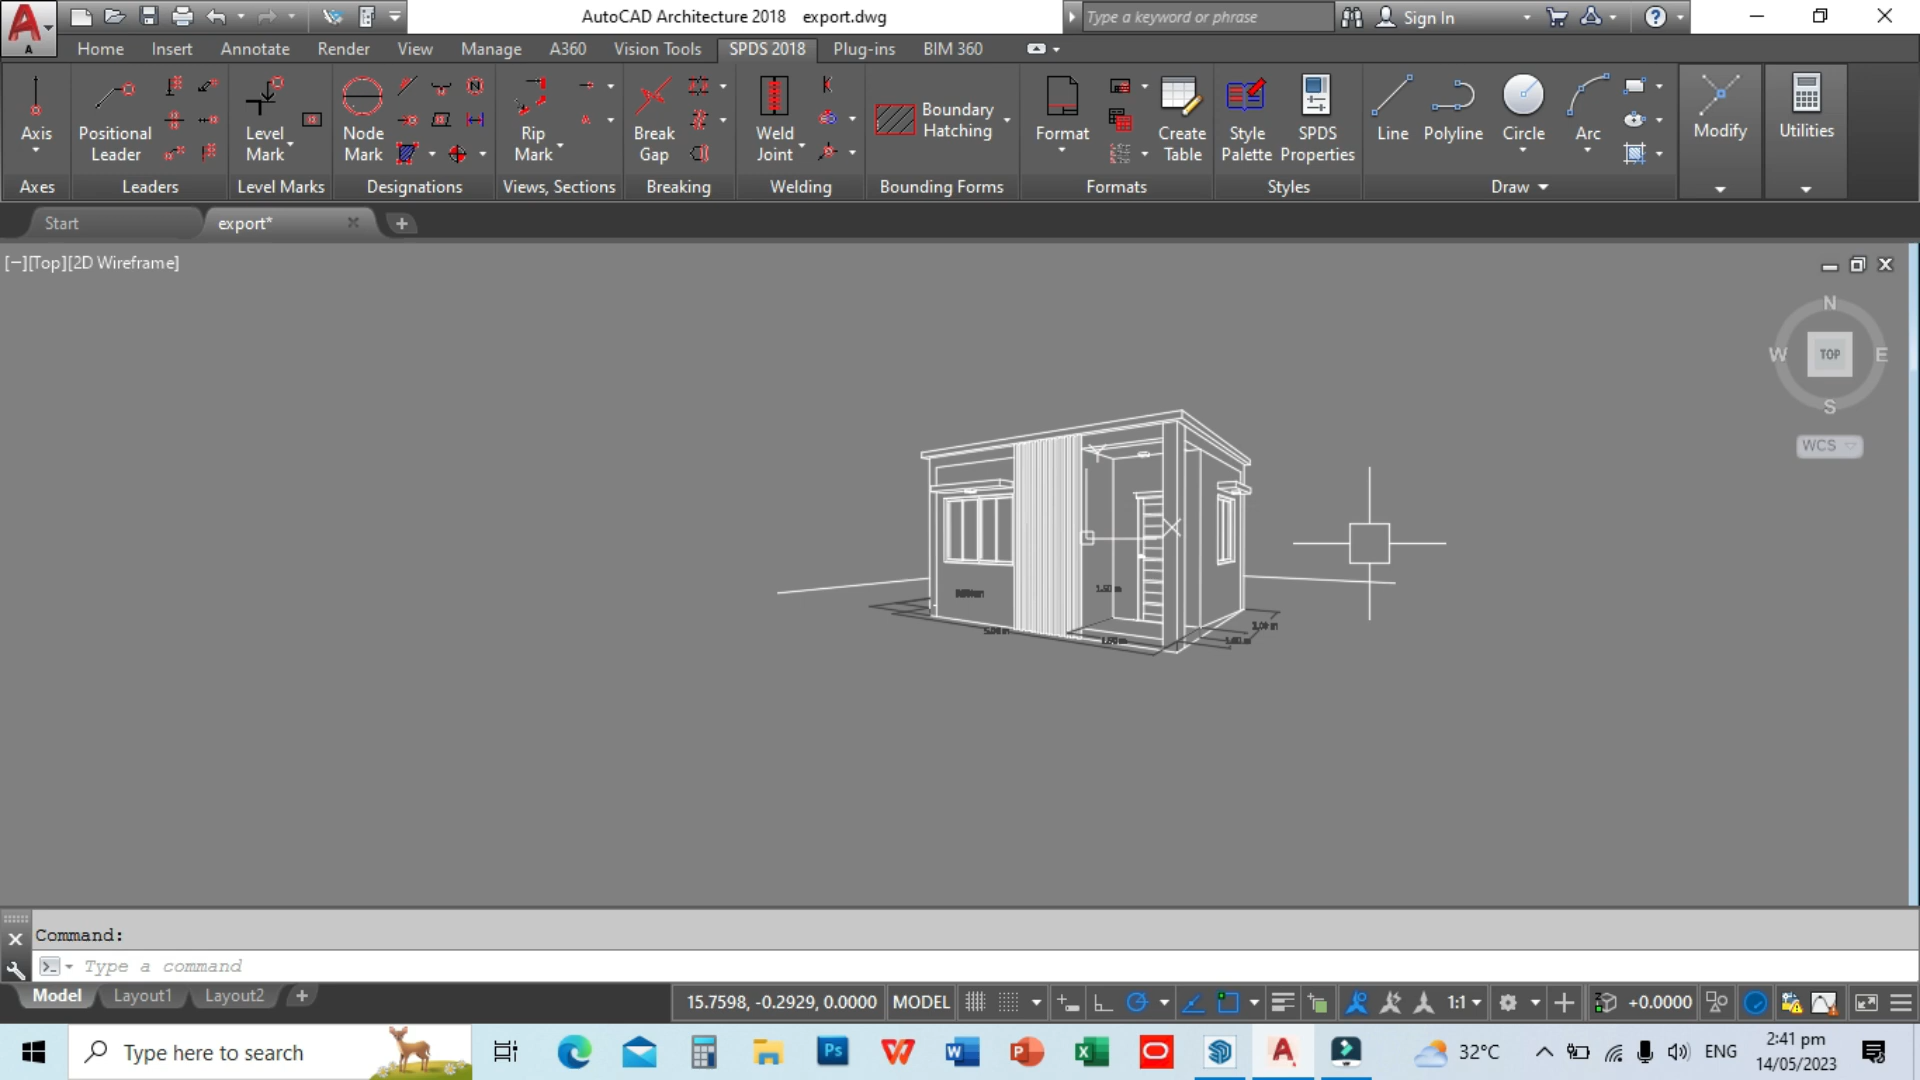 AutoCAD Architecture 2018 export.dwg
Type a keyword or phrase
Sign In
A
Home Insert Annotate Render View Manage A360 Vision Tools SPDS 2018 Plug-ins BIM 360
Axis
Positional Leader
Level Mark
Node Mark
Rip Mark
Break Gap
Weld Joint
Boundary Hatching
Format
Create Table
Style Palette
SPDS Properties
Line
Polyline
Circle
Arc
Modify
Utilities
Axes Leaders Level Marks Designations Views, Sections Breaking Welding Bounding Forms Formats Styles Draw
Start export*
[−][Top][2D Wireframe]
N
W TOP E
S
WCS
Command:
Type a command
Model Layout1 Layout2
15.7598, -0.2929, 0.0000 MODEL 1:1 +0.0000
Type here to search
Ps
32°C
ENG
2:41 pm
14/05/2023